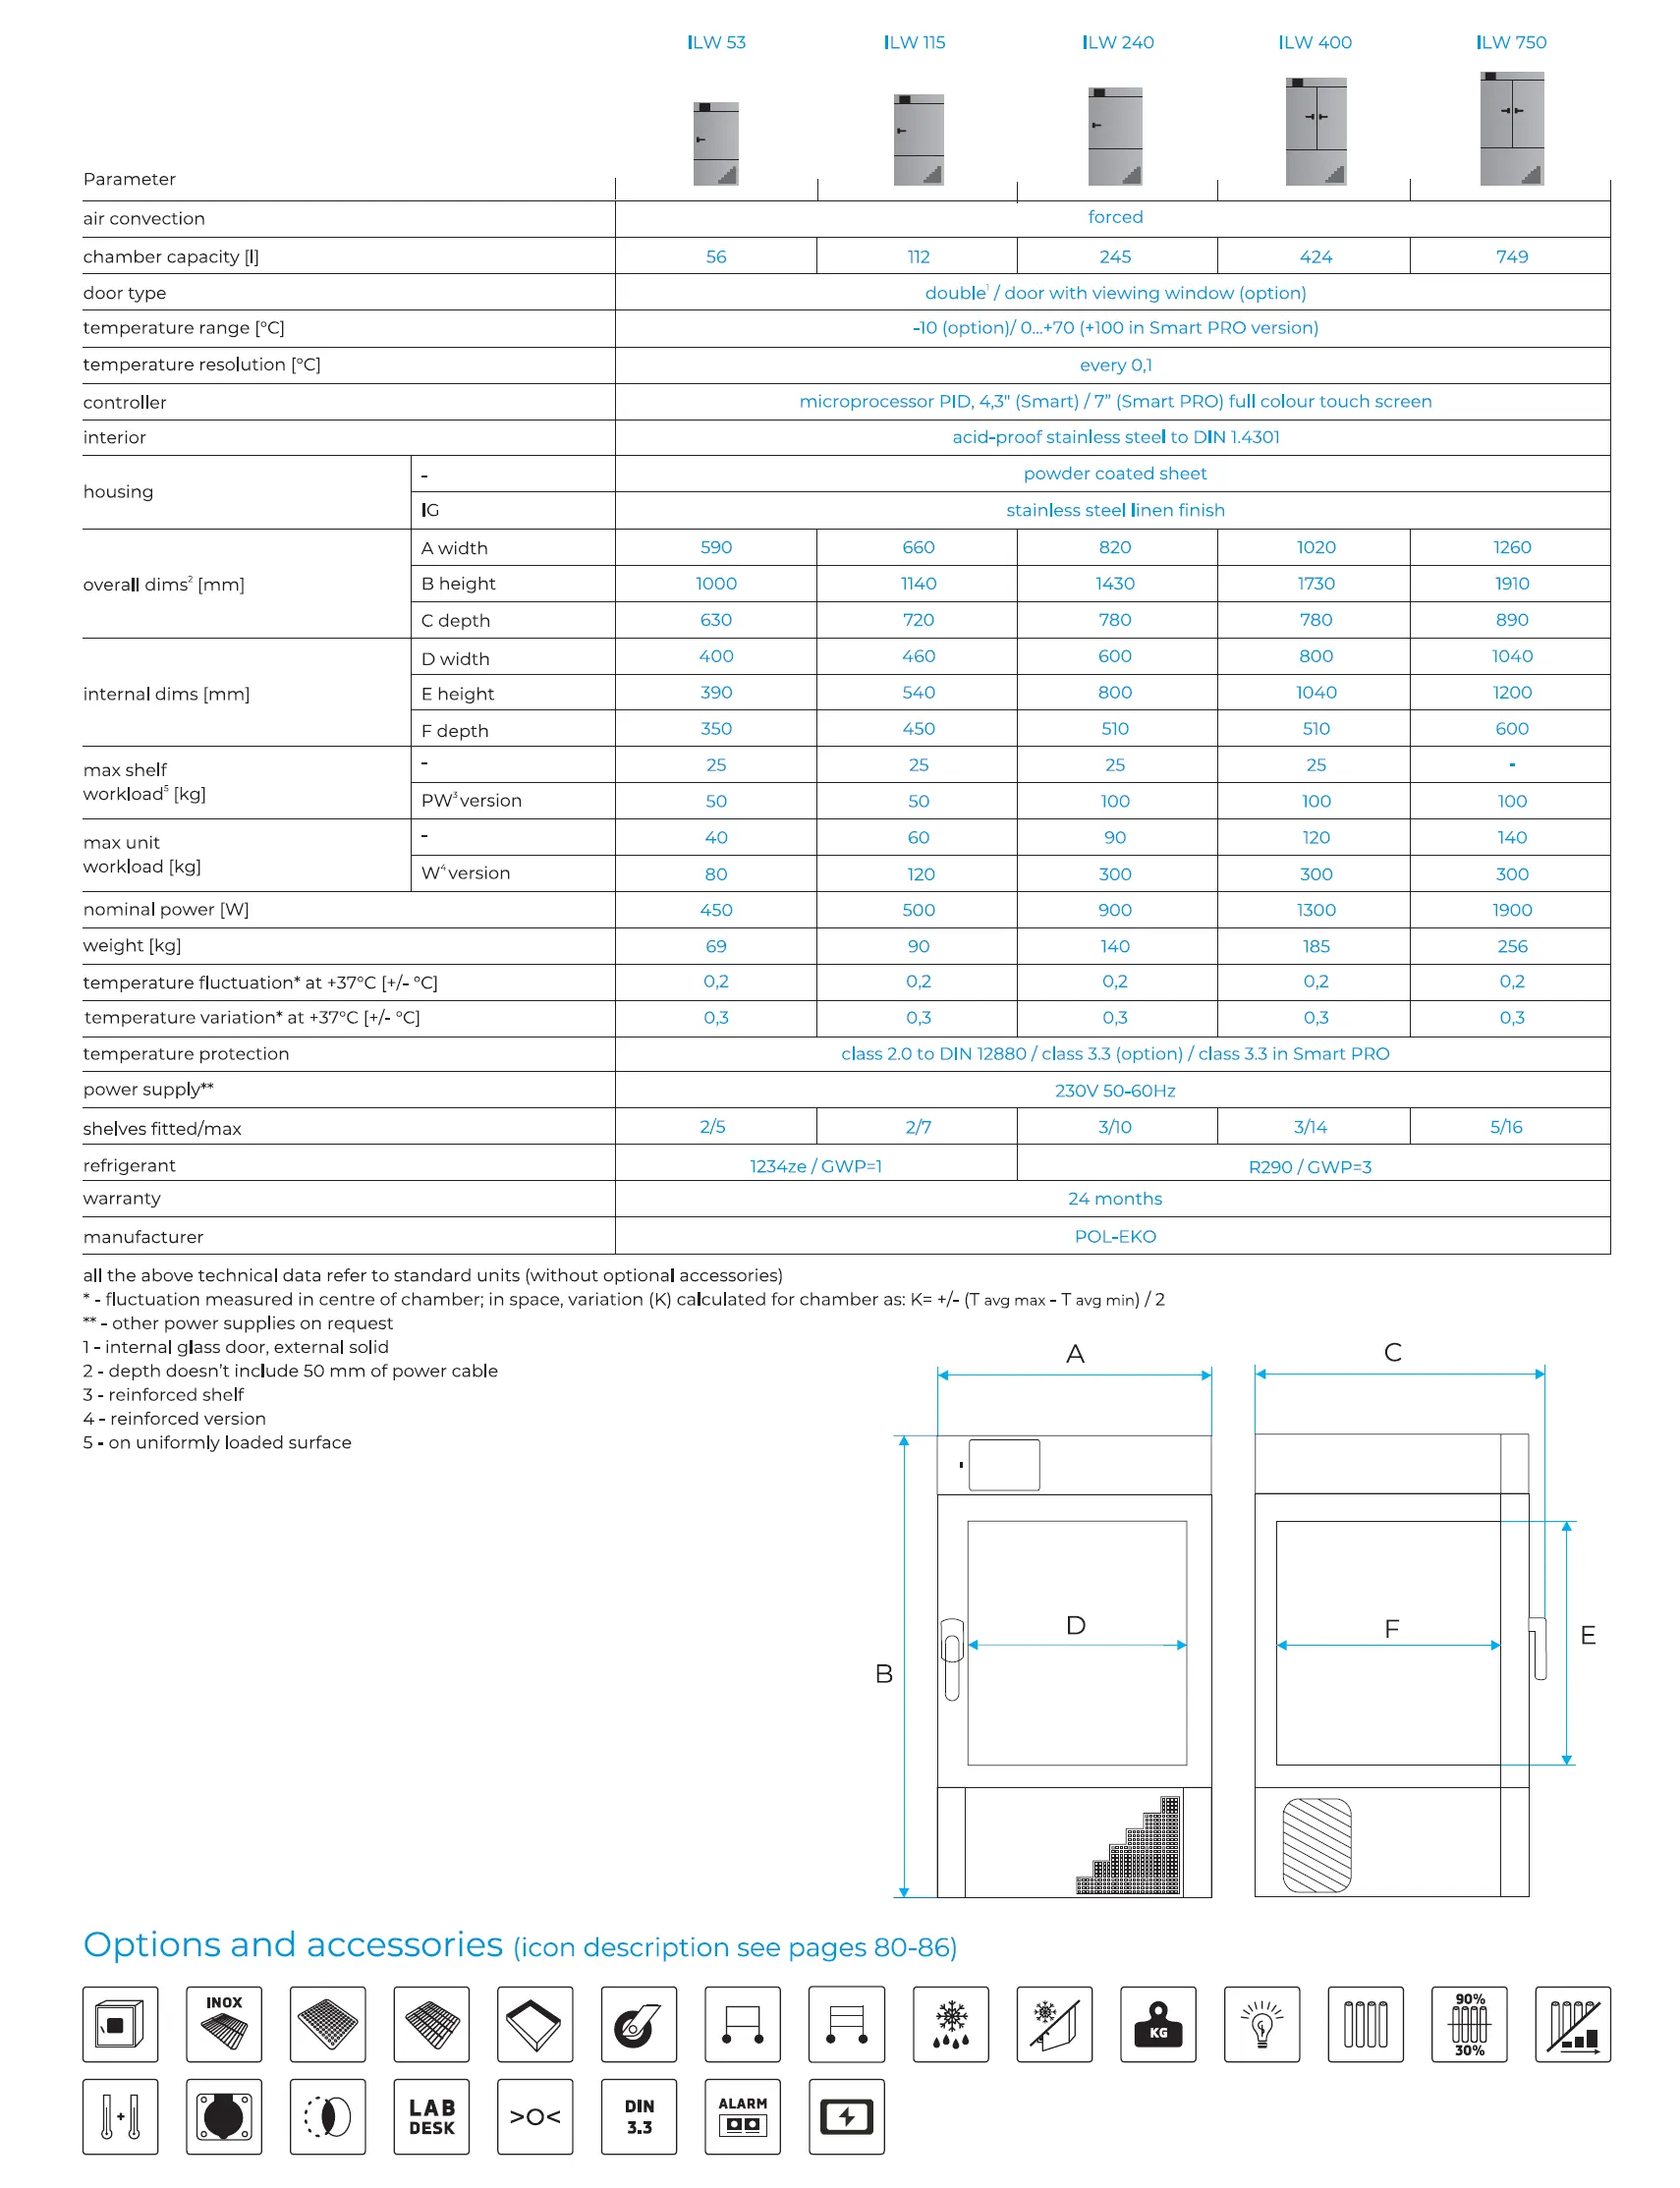 ILW 53 ILW 115 ILW 240 ILW 400 ILW 750
Parameter
air convection forced
chamber capacity [l] 56 112 245 424 749
door type double¹ / door with viewing window (option)
temperature range [°C] -10 (option)/ 0...+70 (+100 in Smart PRO version)
temperature resolution [°C] every 0,1
controller microprocessor PID, 4,3" (Smart) / 7" (Smart PRO) full colour touch screen
interior acid-proof stainless steel to DIN 1.4301
housing - powder coated sheet
IG stainless steel linen finish
overall dims² [mm] A width 590 660 820 1020 1260
B height 1000 1140 1430 1730 1910
C depth 630 720 780 780 890
internal dims [mm] D width 400 460 600 800 1040
E height 390 540 800 1040 1200
F depth 350 450 510 510 600
max shelf
workload⁵ [kg] - 25 25 25 25 -
PW³ version 50 50 100 100 100
max unit
workload [kg] - 40 60 90 120 140
W⁴ version 80 120 300 300 300
nominal power [W] 450 500 900 1300 1900
weight [kg] 69 90 140 185 256
temperature fluctuation* at +37°C [+/- °C] 0,2 0,2 0,2 0,2 0,2
temperature variation* at +37°C [+/- °C] 0,3 0,3 0,3 0,3 0,3
temperature protection class 2.0 to DIN 12880 / class 3.3 (option) / class 3.3 in Smart PRO
power supply** 230V 50-60Hz
shelves fitted/max 2/5 2/7 3/10 3/14 5/16
refrigerant 1234ze / GWP=1 R290 / GWP=3
warranty 24 months
manufacturer POL-EKO
all the above technical data refer to standard units (without optional accessories)
* - fluctuation measured in centre of chamber; in space, variation (K) calculated for chamber as: K= +/- (T avg max - T avg min) / 2
** - other power supplies on request
1 - internal glass door, external solid
2 - depth doesn't include 50 mm of power cable
3 - reinforced shelf
4 - reinforced version
5 - on uniformly loaded surface
A C
D F E
B
Options and accessories (icon description see pages 80-86)
INOX KG 90%
30%
+ LAB
DESK >O< DIN
3.3 ALARM